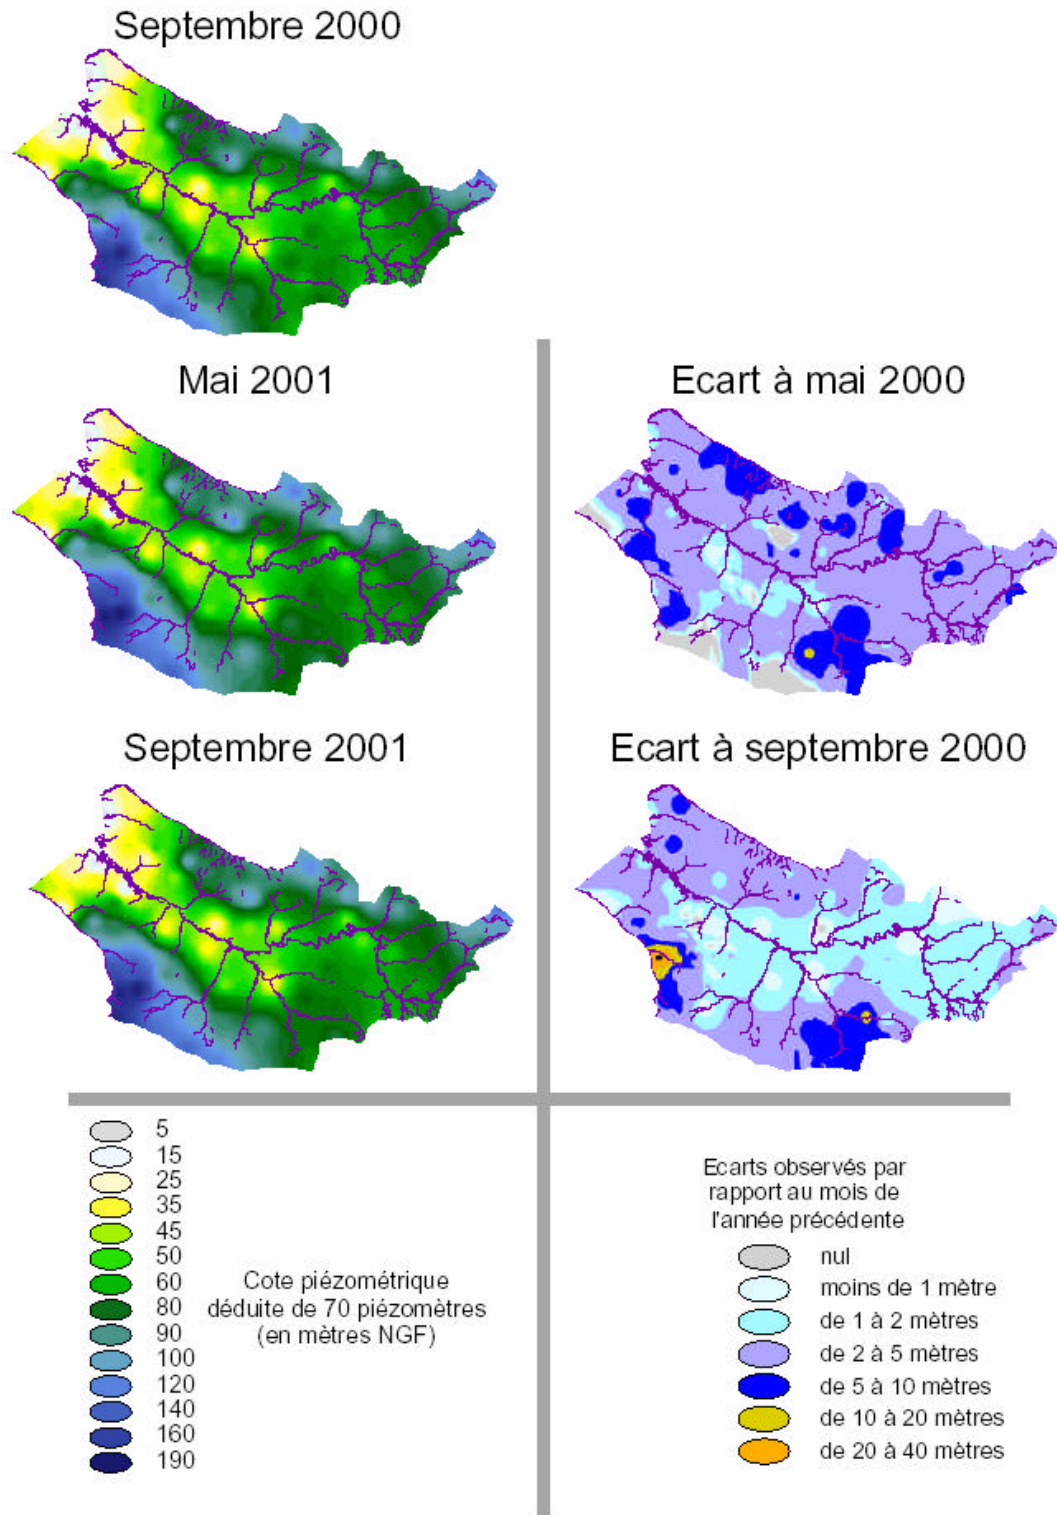 Septembre 2000
Mai 2001
Ecart à mai 2000
Septembre 2001
Ecart à septembre 2000
5
15
25
35
45
50
60
80
90
100
120
140
160
190
Cote piézométrique
déduite de 70 piézomètres
(en mètres NGF)
Ecarts observés par
rapport au mois de
l'année précédente
nul
moins de 1 mètre
de 1 à 2 mètres
de 2 à 5 mètres
de 5 à 10 mètres
de 10 à 20 mètres
de 20 à 40 mètres